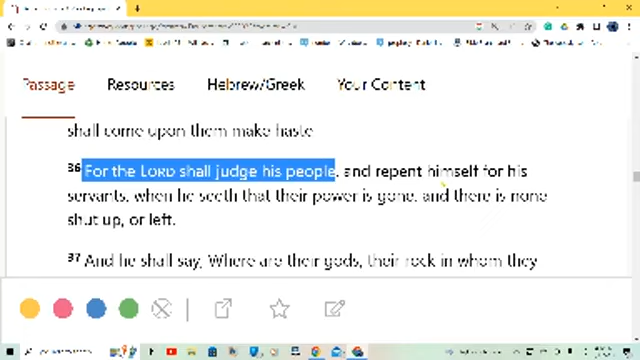 Passage Resources Hebrew/Greek Your Content
shall come upon them make haste
36 For the LORD shall judge his people, and repent himself for his
servants, when he seeth that their power is gone, and there is none
shut up, or left.
37 And he shall say, Where are their gods, their rock in whom they